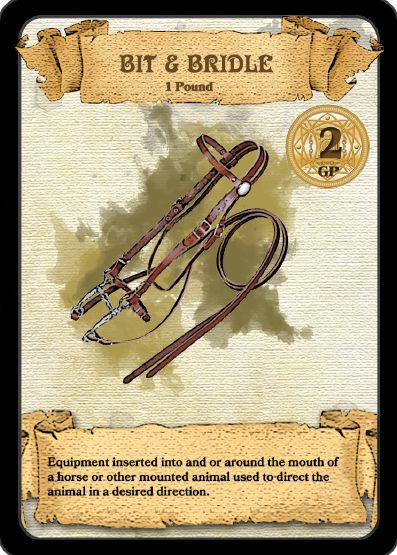 BIT & BRIDLE
1 Pound
2
GP
Equipment inserted into and or around the mouth of
a horse or other mounted animal used to direct the
animal in a desired direction.